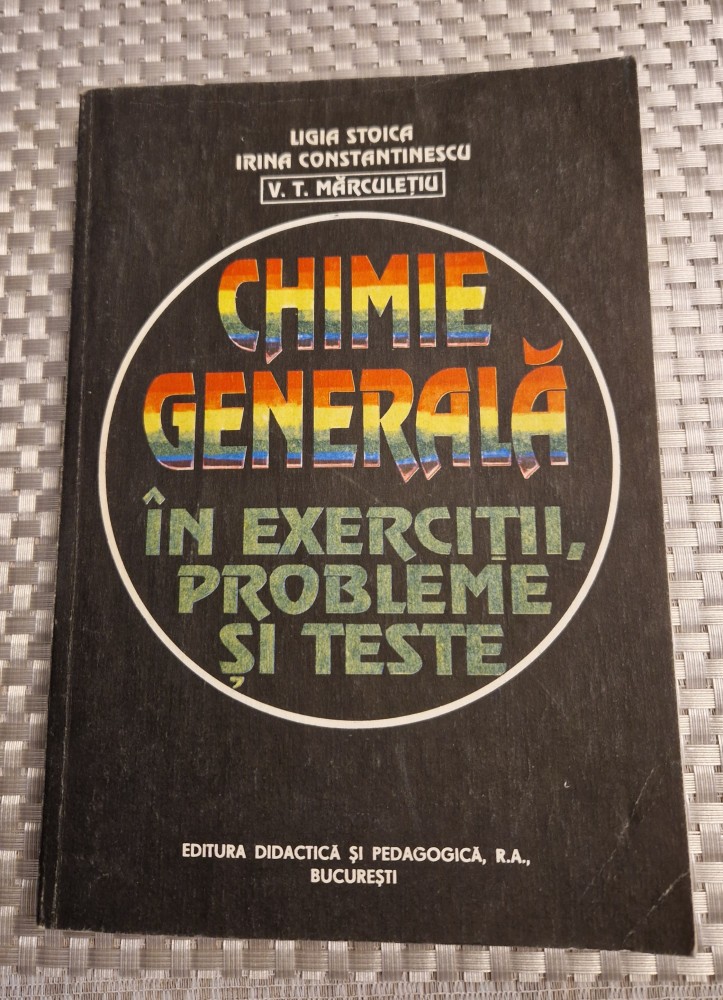 LIGIA STOICA
IRINA CONSTANTINESCU
V. T. MĂRCULEȚIU
CHIMIE
GENERALĂ
ÎN EXERCIȚII,
PROBLEME
ȘI TESTE
EDITURA DIDACTICĂ ȘI PEDAGOGICĂ, R.A.,
BUCUREȘTI